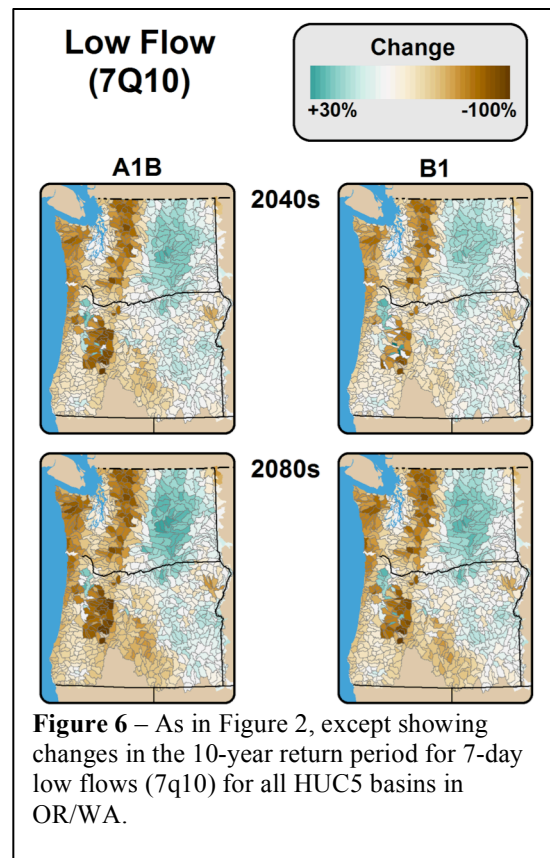 Low Flow
(7Q10)
Change
+30%
-100%
A1B
B1
2040s
2080s
Figure 6 – As in Figure 2, except showing
changes in the 10-year return period for 7-day
low flows (7q10) for all HUC5 basins in
OR/WA.